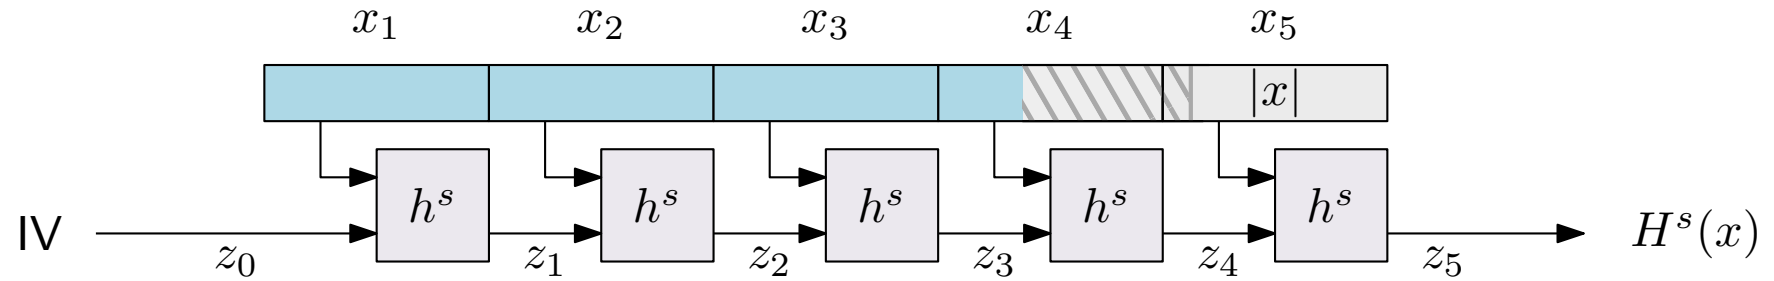 x₁ x₂ x₃ x₄ x₅
|x|
hˢ hˢ hˢ hˢ hˢ
IV Hˢ(x)
z₀ z₁ z₂ z₃ z₄ z₅